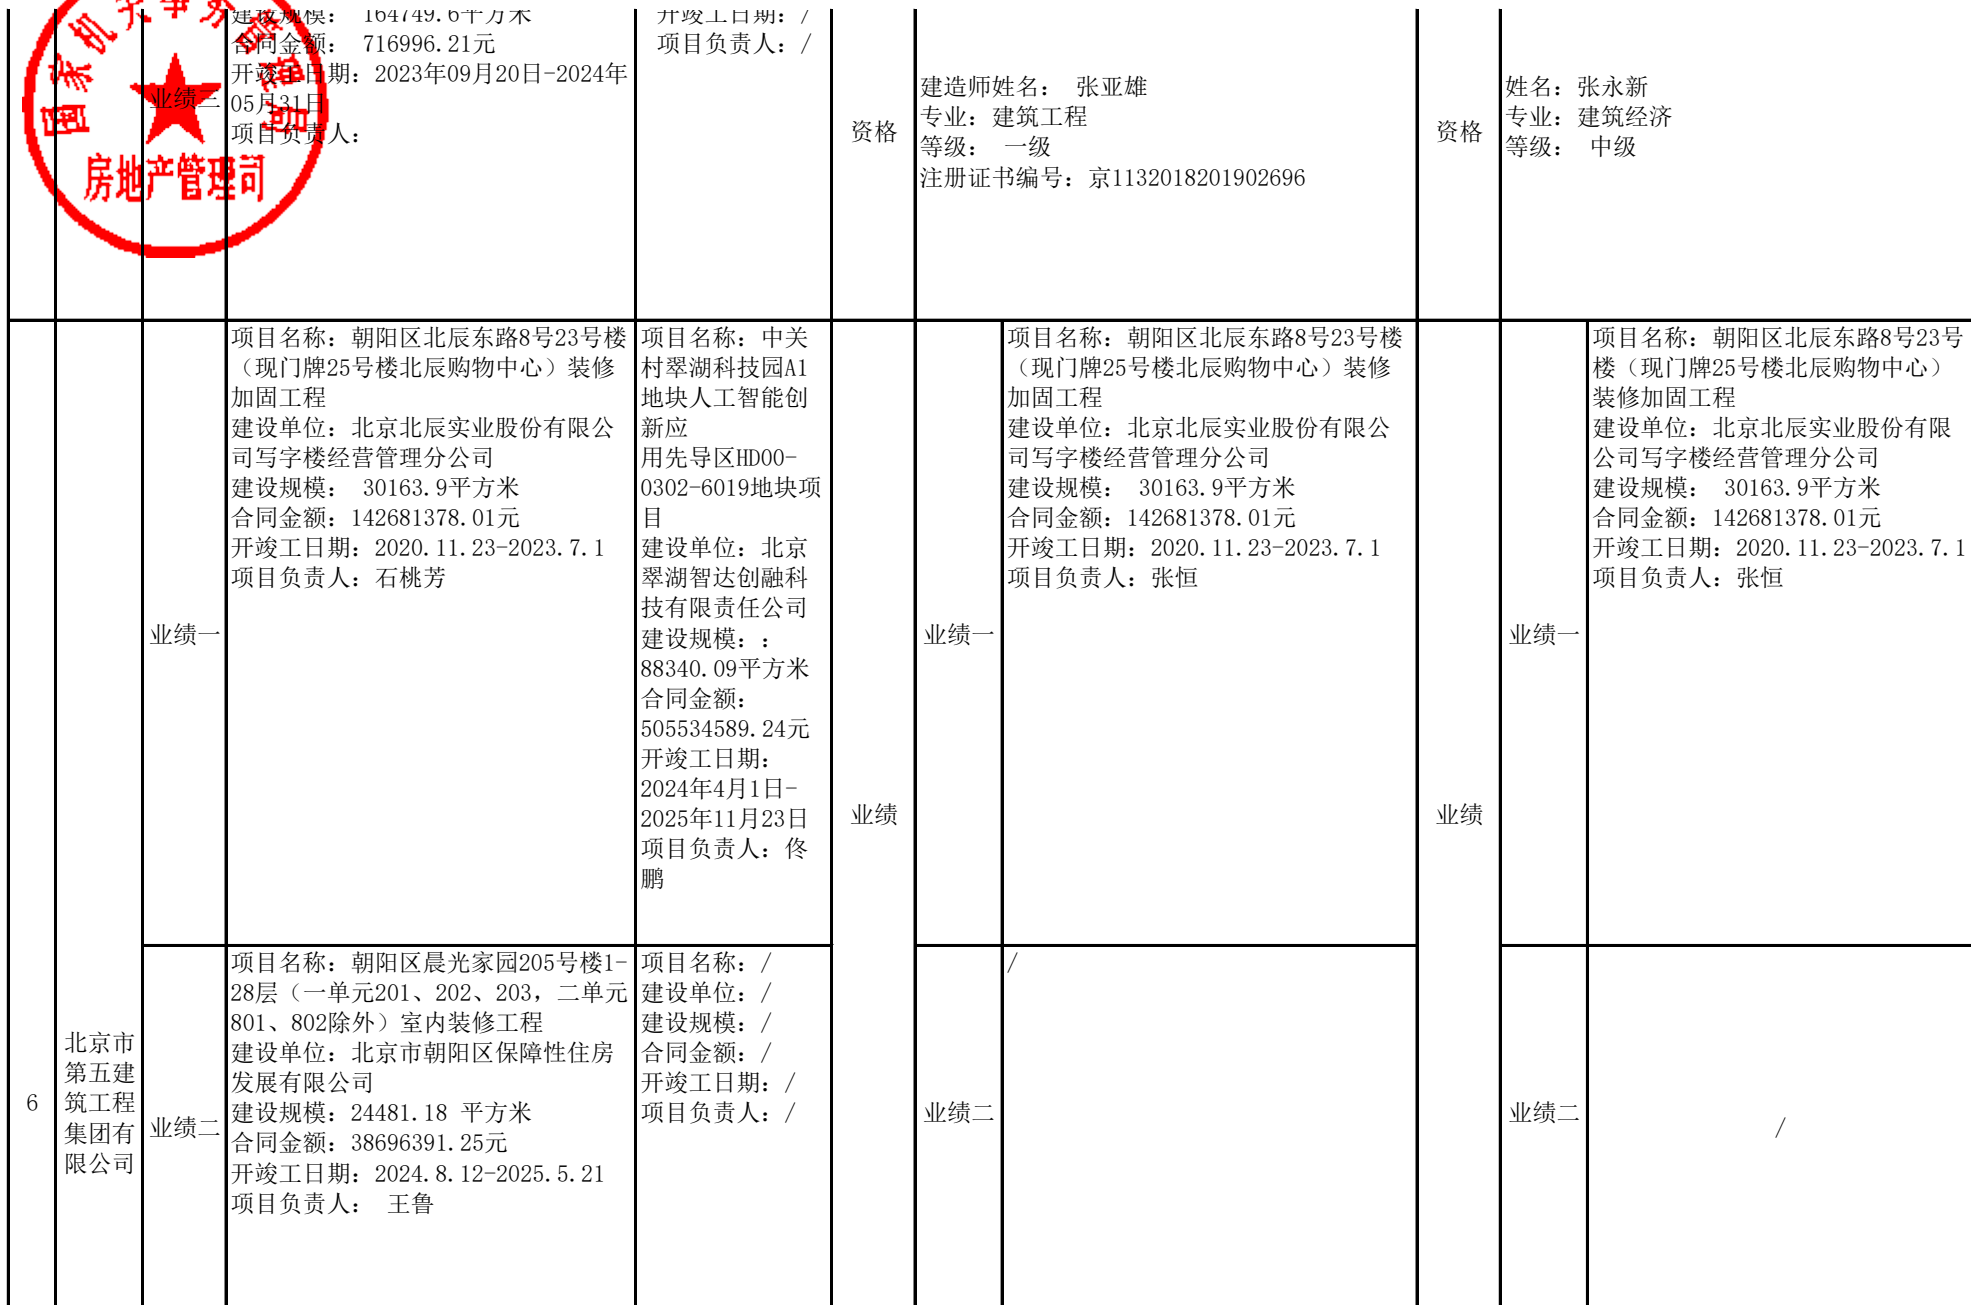 国家机关事务管理局
房地产管理司
业绩三
建设规模： 164749.6平方米
合同金额： 716996.21元
开竣工日期：2023年09月20日-2024年
05月31日
项目负责人：
开竣工日期：/
项目负责人：/
资格
建造师姓名： 张亚雄
专业：建筑工程
等级： 一级
注册证书编号：京1132018201902696
资格
姓名：张永新
专业：建筑经济
等级： 中级
6
北京市
第五建
筑工程
集团有
限公司
业绩一
项目名称：朝阳区北辰东路8号23号楼
（现门牌25号楼北辰购物中心）装修
加固工程
建设单位：北京北辰实业股份有限公
司写字楼经营管理分公司
建设规模： 30163.9平方米
合同金额：142681378.01元
开竣工日期：2020.11.23-2023.7.1
项目负责人：石桃芳
项目名称：中关
村翠湖科技园A1
地块人工智能创
新应
用先导区HD00-
0302-6019地块项
目
建设单位：北京
翠湖智达创融科
技有限责任公司
建设规模：：
88340.09平方米
合同金额：
505534589.24元
开竣工日期：
2024年4月1日-
2025年11月23日
项目负责人：佟
鹏
业绩
业绩一
项目名称：朝阳区北辰东路8号23号楼
（现门牌25号楼北辰购物中心）装修
加固工程
建设单位：北京北辰实业股份有限公
司写字楼经营管理分公司
建设规模： 30163.9平方米
合同金额：142681378.01元
开竣工日期：2020.11.23-2023.7.1
项目负责人：张恒
业绩
业绩一
项目名称：朝阳区北辰东路8号23号
楼（现门牌25号楼北辰购物中心）
装修加固工程
建设单位：北京北辰实业股份有限
公司写字楼经营管理分公司
建设规模： 30163.9平方米
合同金额：142681378.01元
开竣工日期：2020.11.23-2023.7.1
项目负责人：张恒
业绩二
项目名称：朝阳区晨光家园205号楼1-
28层（一单元201、202、203，二单元
801、802除外）室内装修工程
建设单位：北京市朝阳区保障性住房
发展有限公司
建设规模：24481.18 平方米
合同金额：38696391.25元
开竣工日期：2024.8.12-2025.5.21
项目负责人： 王鲁
项目名称：/
建设单位：/
建设规模：/
合同金额：/
开竣工日期：/
项目负责人：/
业绩二
/
业绩二
/